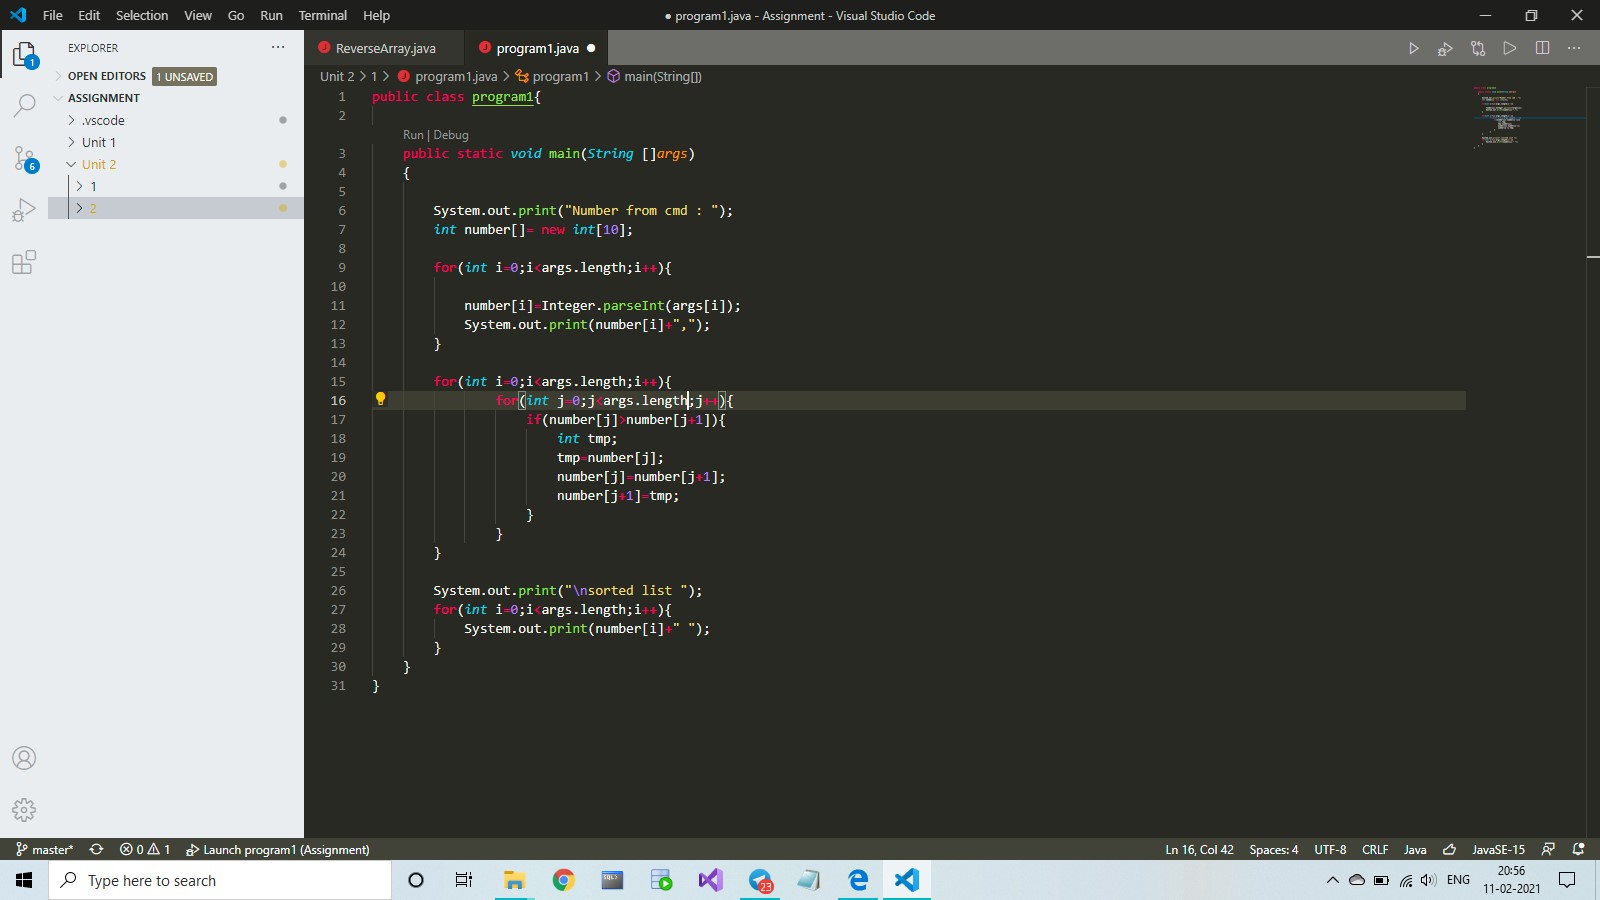 File Edit Selection View Go Run Terminal Help
● program1.java - Assignment - Visual Studio Code
EXPLORER
OPEN EDITORS 1 UNSAVED
ASSIGNMENT
.vscode
Unit 1
Unit 2
1
2
1
6
ReverseArray.java
program1.java ●
Unit 2 > 1 > program1.java > program1 > main(String[])
1 public class program1{
2
Run | Debug
3 public static void main(String []args)
4 {
5
6 System.out.print("Number from cmd : ");
7 int number[]= new int[10];
8
9 for(int i=0;i<args.length;i++){
10
11 number[i]=Integer.parseInt(args[i]);
12 System.out.print(number[i]+",");
13 }
14
15 for(int i=0;i<args.length;i++){
16 for(int j=0;j<args.length;j++){
17 if(number[j]>number[j+1]){
18 int tmp;
19 tmp=number[j];
20 number[j]=number[j+1];
21 number[j+1]=tmp;
22 }
23 }
24 }
25
26 System.out.print("\nsorted list ");
27 for(int i=0;i<args.length;i++){
28 System.out.print(number[i]+" ");
29 }
30 }
31 }
master* 0 1 Launch program1 (Assignment)
Ln 16, Col 42 Spaces: 4 UTF-8 CRLF Java JavaSE-15
Type here to search
SQL>
23
ENG
20:56
11-02-2021